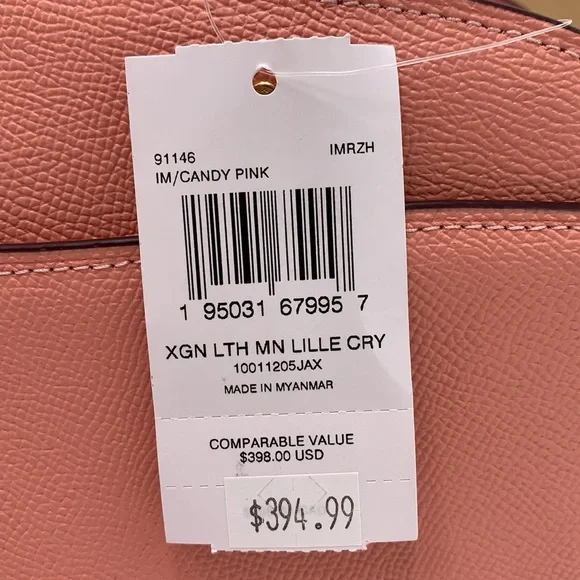 91146 IMRZH
IM/CANDY PINK
1 95031 67995 7
XGN LTH MN LILLE CRY
10011205JAX
MADE IN MYANMAR
COMPARABLE VALUE
$398.00 USD
$394.99